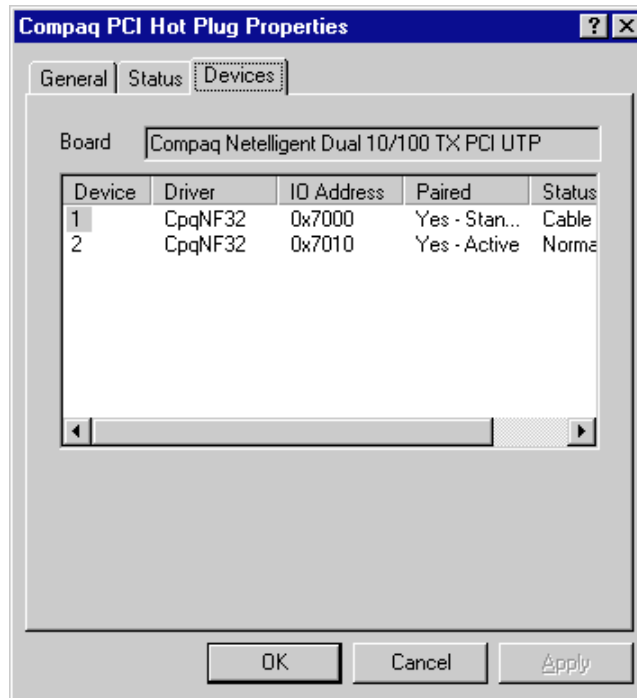 Compaq PCI Hot Plug Properties
General Status Devices
Board Compaq Netelligent Dual 10/100 TX PCI UTP
Device Driver IO Address Paired Status
1 CpqNF32 0x7000 Yes - Stan... Cable
2 CpqNF32 0x7010 Yes - Active Norma
OK Cancel Apply